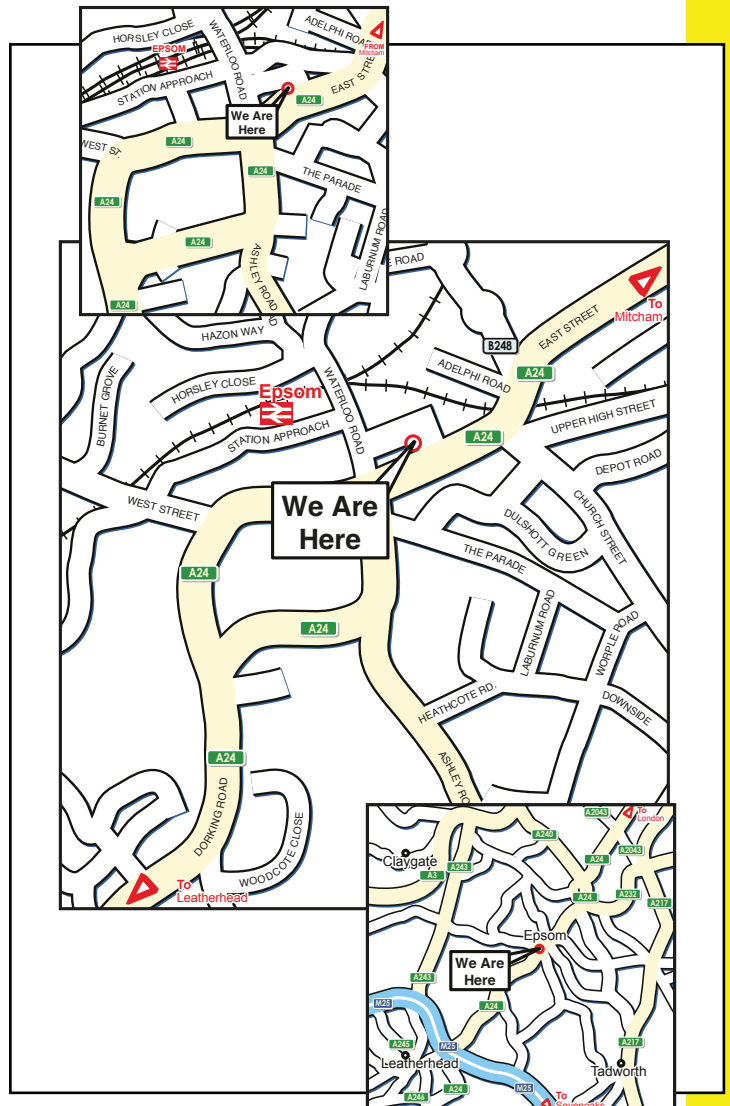 HORSLEY CLOSE
WATERLOO ROAD
ADELPHI ROAD
FROM
Mitcham
EPSOM
STATION APPROACH
EAST STREET
A24
We Are
Here
WEST ST.
A24
A24
A24
THE PARADE
A24
ASHLEY ROAD
LABURNUM ROAD
A24
E ROAD
To
Mitcham
HAZON WAY
B248
EAST STREET
BURNET GROVE
HORSLEY CLOSE
Epsom
WATERLOO ROAD
ADELPHI ROAD
A24
STATION APPROACH
A24
UPPER HIGH STREET
DEPOT ROAD
WEST STREET
We Are
Here
DULSHOTT GREEN
CHURCH STREET
THE PARADE
A24
A24
LABURNUM ROAD
WORPLE ROAD
HEATHCOTE RD.
DOWNSIDE
A24
ASHLEY RO
DORKING ROAD
WOODCOTE CLOSE
To
Leatherhead
A2043
To
London
A240
Claygate
A243
A3
A24
A2043
A24
A232
A217
Epsom
We Are
Here
A243
A24
M25
A245
M25
A217
Leatherhead
Tadworth
A24
M25
A246
To
Sevenoaks